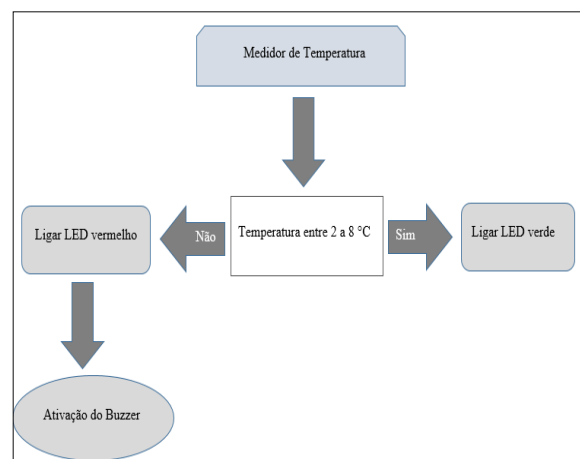 Medidor de Temperatura
Ligar LED vermelho
Não
Temperatura entre 2 a 8 °C
Sim
Ligar LED verde
Ativação do Buzzer